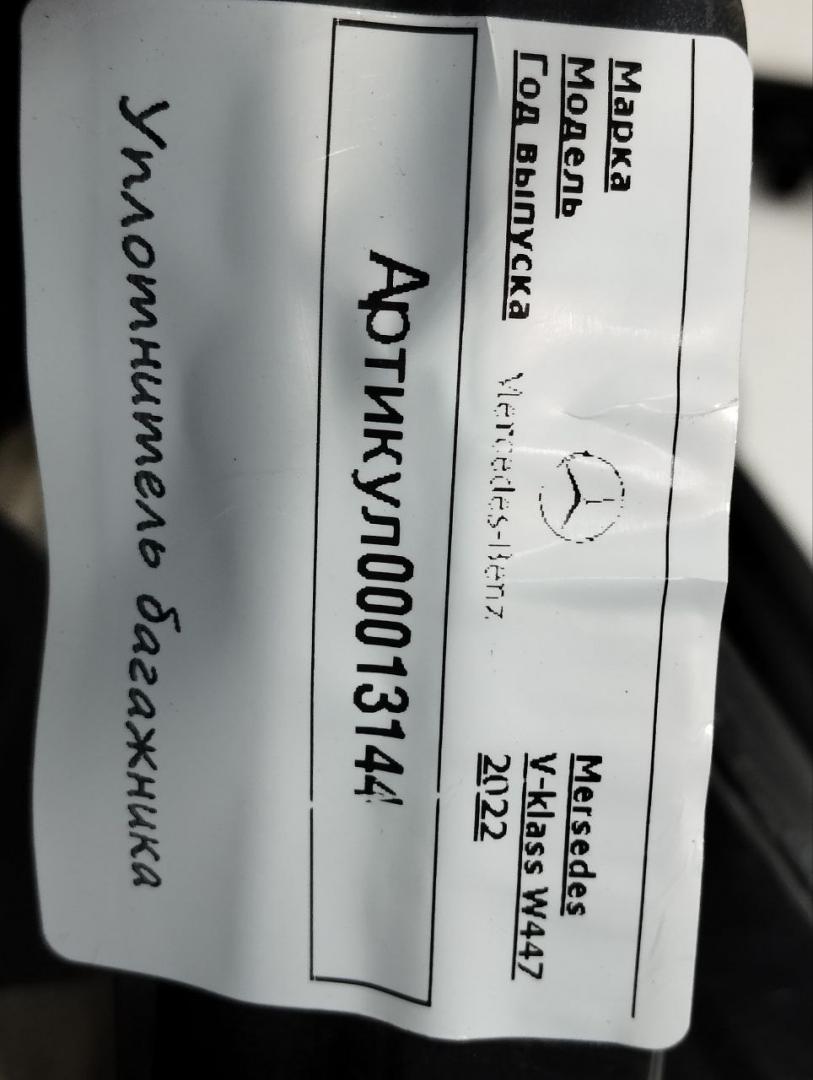 Марка Mersedes
Модель V-klass W447
Год выпуска 2022
Mercedes-Benz
Артикул00013144
Уплотнитель багажника